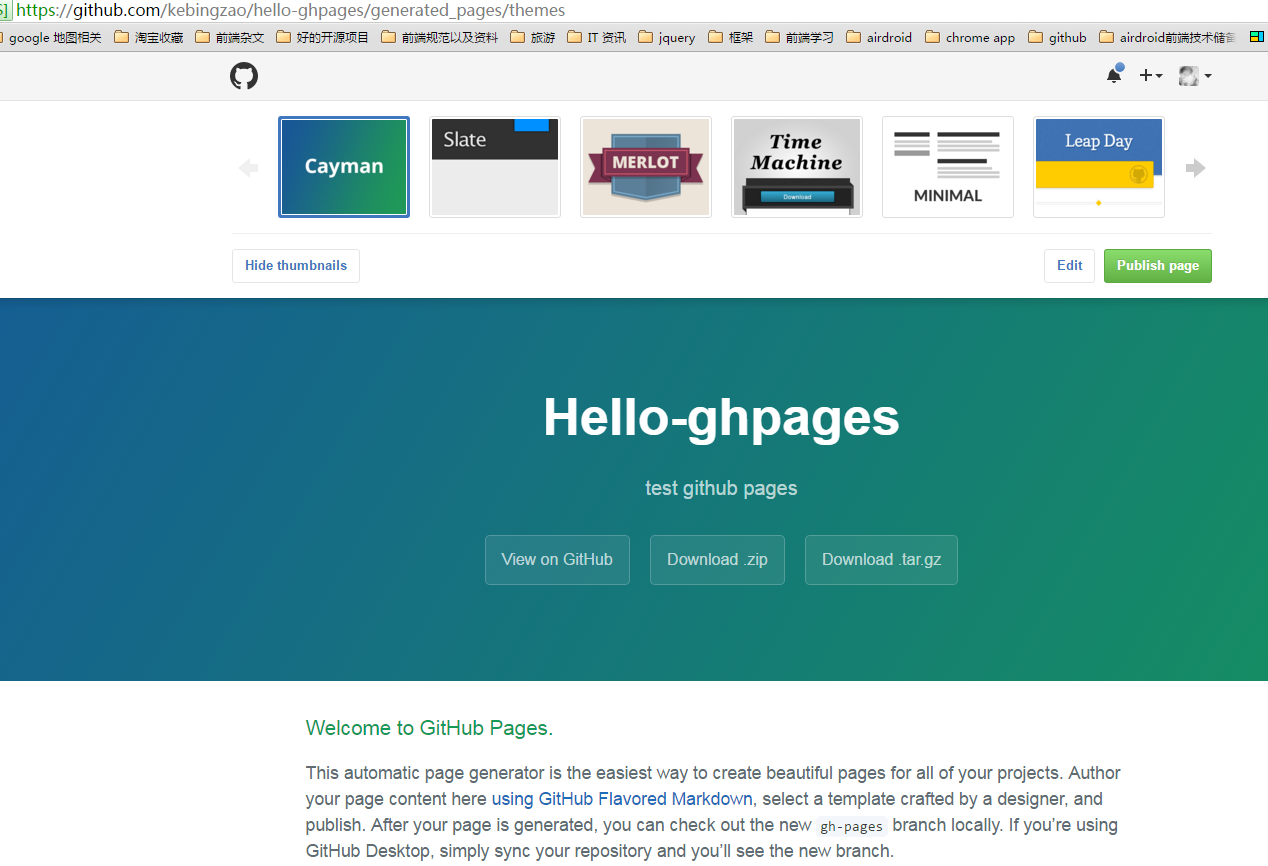 https://github.com/kebingzao/hello-ghpages/generated_pages/themes
google 地图相关 淘宝收藏 前端杂文 好的开源项目 前端规范以及资料 旅游 IT 资讯 jquery 框架 前端学习 airdroid chrome app github airdroid前端技术储备
Cayman
Slate
MERLOT
Time
Machine
Download
MINIMAL
Leap Day
Hide thumbnails Edit Publish page
Hello-ghpages
test github pages
View on GitHub Download .zip Download .tar.gz
Welcome to GitHub Pages.
This automatic page generator is the easiest way to create beautiful pages for all of your projects. Author
your page content here using GitHub Flavored Markdown, select a template crafted by a designer, and
publish. After your page is generated, you can check out the new gh-pages branch locally. If you’re using
GitHub Desktop, simply sync your repository and you’ll see the new branch.